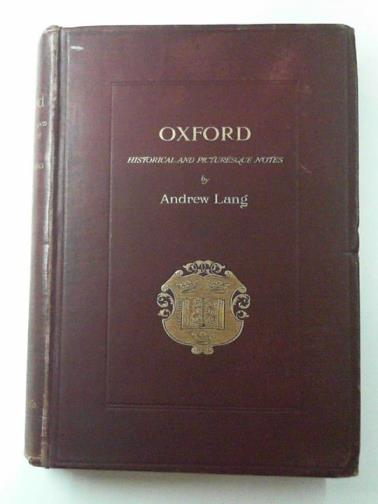 OXFORD
HISTORICAL AND PICTURESQUE NOTES
by
Andrew Lang